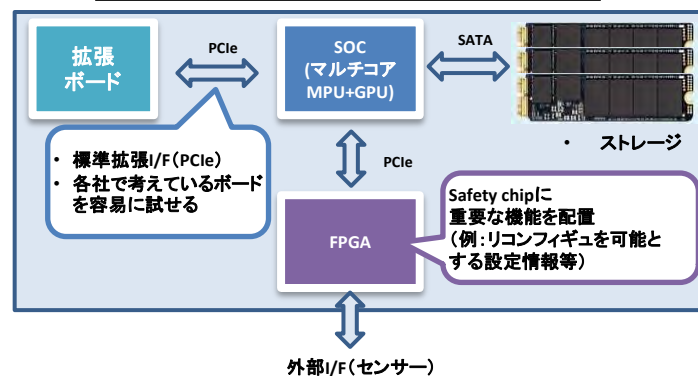 拡張
ボード
PCIe
SOC
(マルチコア
MPU+GPU)
SATA
・ ストレージ
・ 標準拡張I/F(PCIe)
・ 各社で考えているボード
を容易に試せる
PCIe
FPGA
Safety chipに
重要な機能を配置
(例:リコンフィギュを可能と
する設定情報等)
外部I/F(センサー)